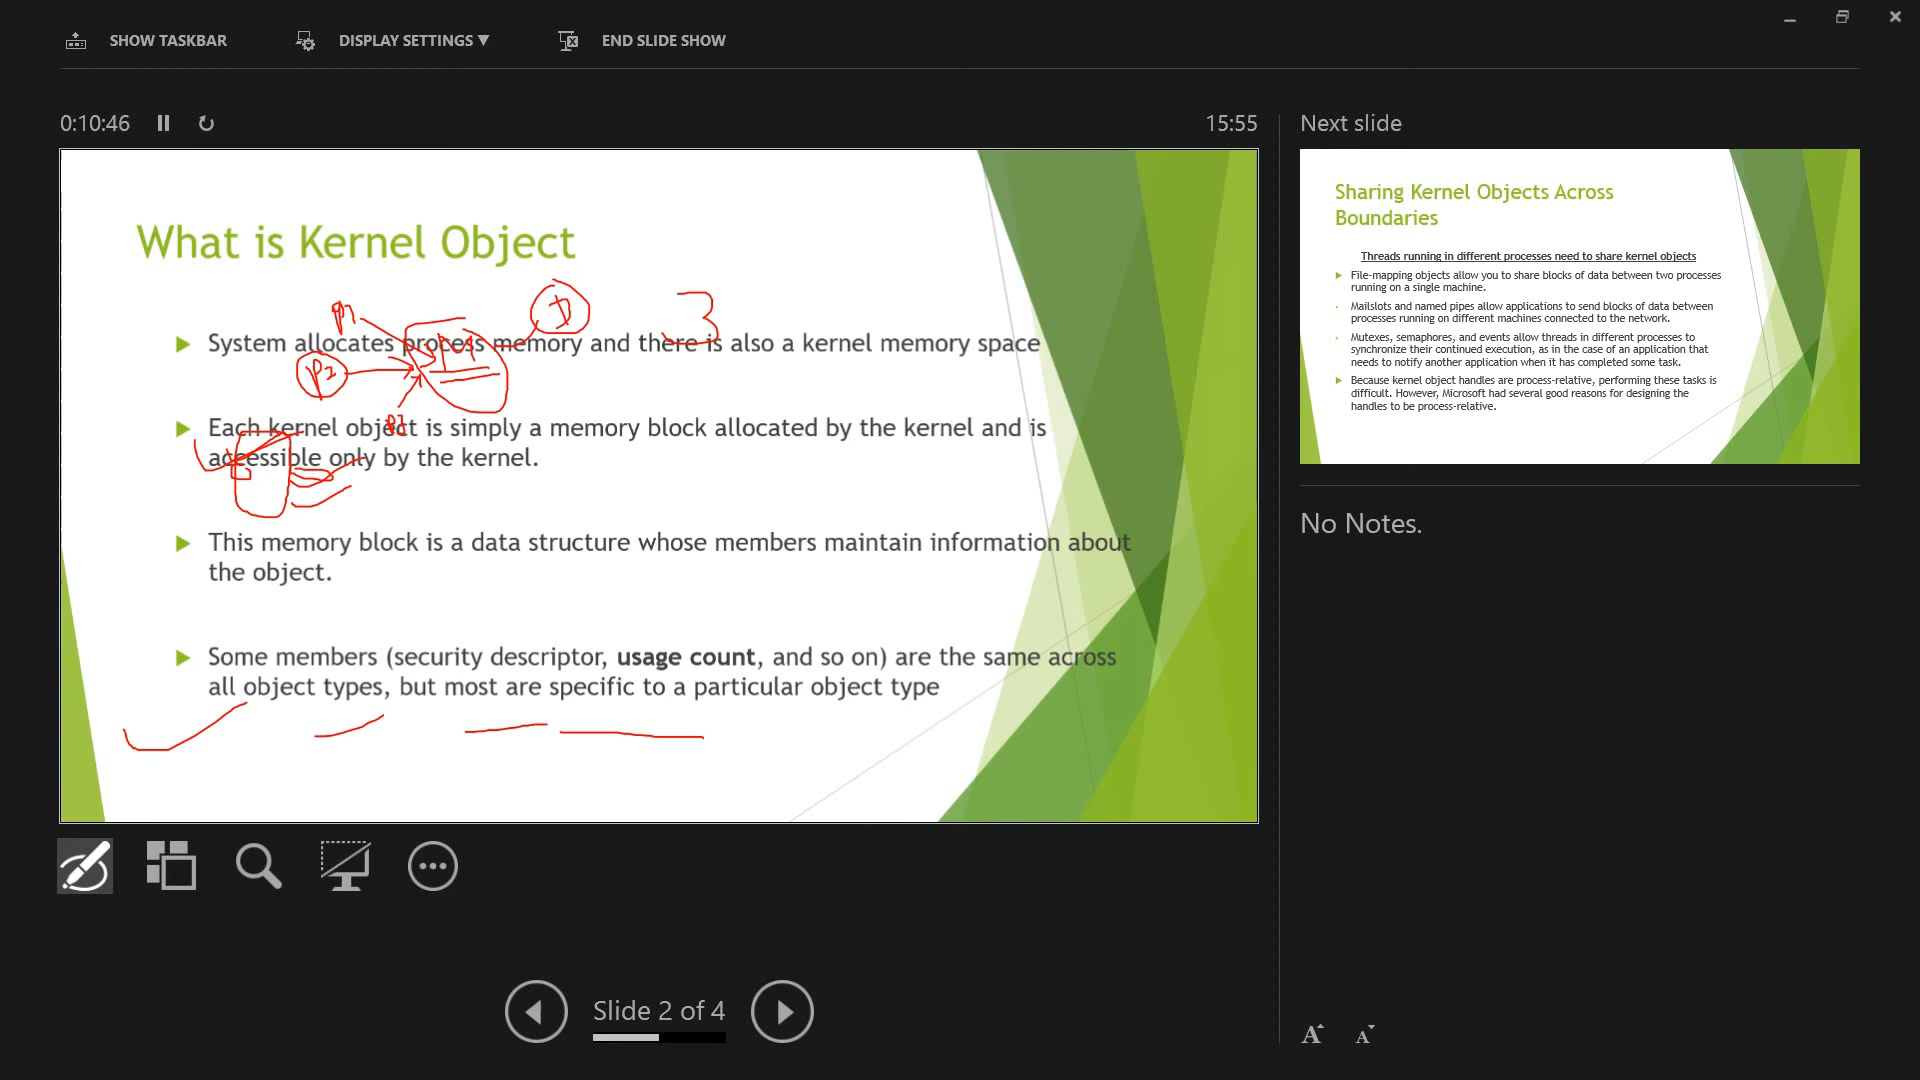 SHOW TASKBAR
DISPLAY SETTINGS ▼
END SLIDE SHOW
0:10:46
15:55
What is Kernel Object
P1
P2
P3
SM
3
System allocates process memory and there is also a kernel memory space
Each kernel object is simply a memory block allocated by the kernel and is
accessible only by the kernel.
This memory block is a data structure whose members maintain information about
the object.
Some members (security descriptor, usage count, and so on) are the same across
all object types, but most are specific to a particular object type
Slide 2 of 4
Next slide
Sharing Kernel Objects Across
Boundaries
Threads running in different processes need to share kernel objects
File-mapping objects allow you to share blocks of data between two processes
running on a single machine.
Mailslots and named pipes allow applications to send blocks of data between
processes running on different machines connected to the network.
Mutexes, semaphores, and events allow threads in different processes to
synchronize their continued execution, as in the case of an application that
needs to notify another application when it has completed some task.
Because kernel object handles are process-relative, performing these tasks is
difficult. However, Microsoft had several good reasons for designing the
handles to be process-relative.
No Notes.
A A